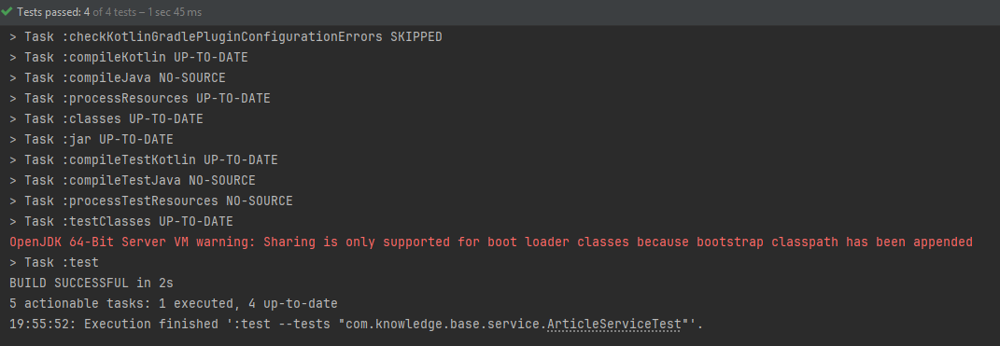 Tests passed: 4 of 4 tests – 1 sec 45 ms
> Task :checkKotlinGradlePluginConfigurationErrors SKIPPED
> Task :compileKotlin UP-TO-DATE
> Task :compileJava NO-SOURCE
> Task :processResources UP-TO-DATE
> Task :classes UP-TO-DATE
> Task :jar UP-TO-DATE
> Task :compileTestKotlin UP-TO-DATE
> Task :compileTestJava NO-SOURCE
> Task :processTestResources NO-SOURCE
> Task :testClasses UP-TO-DATE
OpenJDK 64-Bit Server VM warning: Sharing is only supported for boot loader classes because bootstrap classpath has been appended
> Task :test
BUILD SUCCESSFUL in 2s
5 actionable tasks: 1 executed, 4 up-to-date
19:55:52: Execution finished ':test --tests "com.knowledge.base.service.ArticleServiceTest"'.